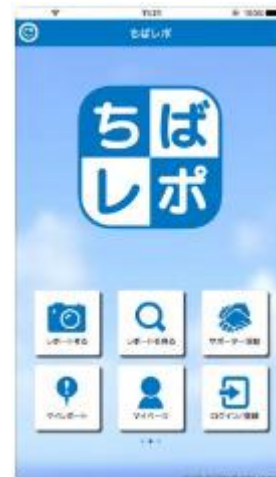 ちばレポ
ちば
レポ
レポートする
レポートを見る
サポーター活動
マイレポート
マイページ
ログイン/登録